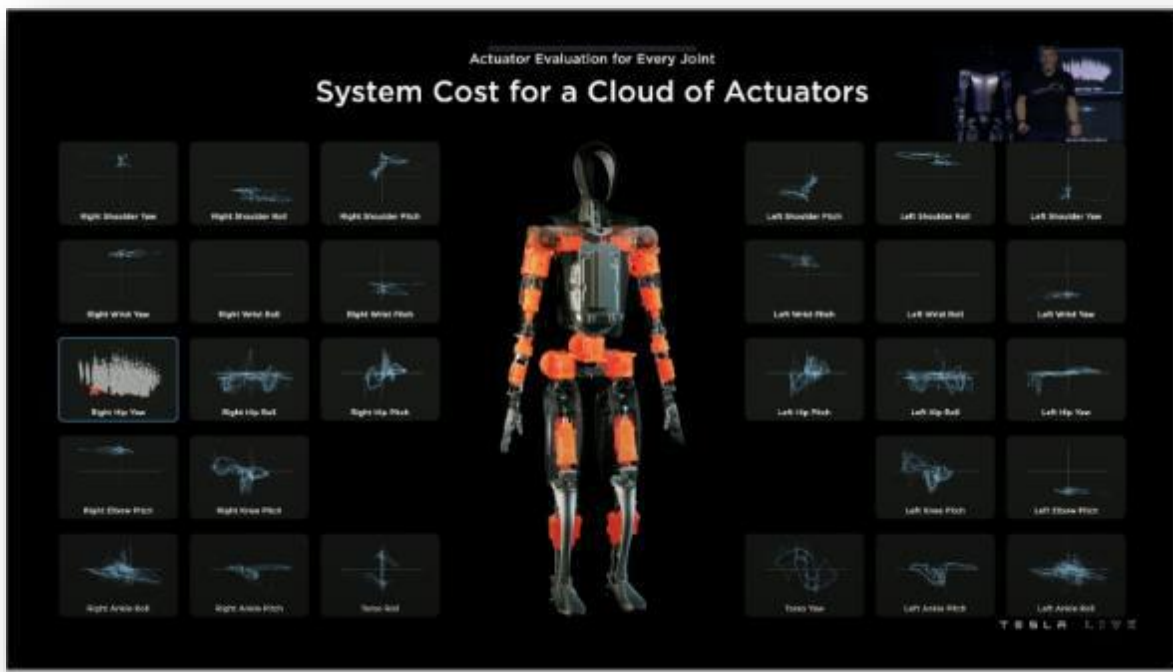 Actuator Evaluation for Every Joint
System Cost for a Cloud of Actuators
Right Shoulder Yaw
Right Shoulder Roll
Right Shoulder Pitch
Left Shoulder Pitch
Left Shoulder Roll
Left Shoulder Yaw
Right Wrist Yaw
Right Wrist Roll
Right Wrist Pitch
Left Wrist Pitch
Left Wrist Roll
Left Wrist Yaw
Right Hip Yaw
Right Hip Roll
Right Hip Pitch
Left Hip Pitch
Left Hip Roll
Left Hip Yaw
Right Elbow Pitch
Right Knee Pitch
Left Knee Pitch
Left Elbow Pitch
Right Ankle Roll
Right Ankle Pitch
Torso Roll
Torso Yaw
Left Ankle Pitch
Left Ankle Roll
TESLA LIVE